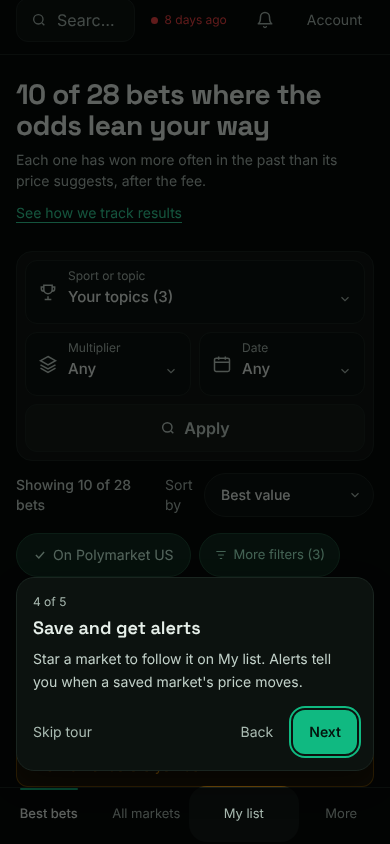 Searc...
8 days ago
Account
10 of 28 bets where the
odds lean your way
Each one has won more often in the past than its
price suggests, after the fee.
See how we track results
Sport or topic
Your topics (3)
Multiplier
Any
Date
Any
Apply
Showing 10 of 28
bets
Sort
by
Best value
On Polymarket US
More filters (3)
4 of 5
Save and get alerts
Star a market to follow it on My list. Alerts tell
you when a saved market's price moves.
Skip tour
Back
Next
Best bets
All markets
My list
More